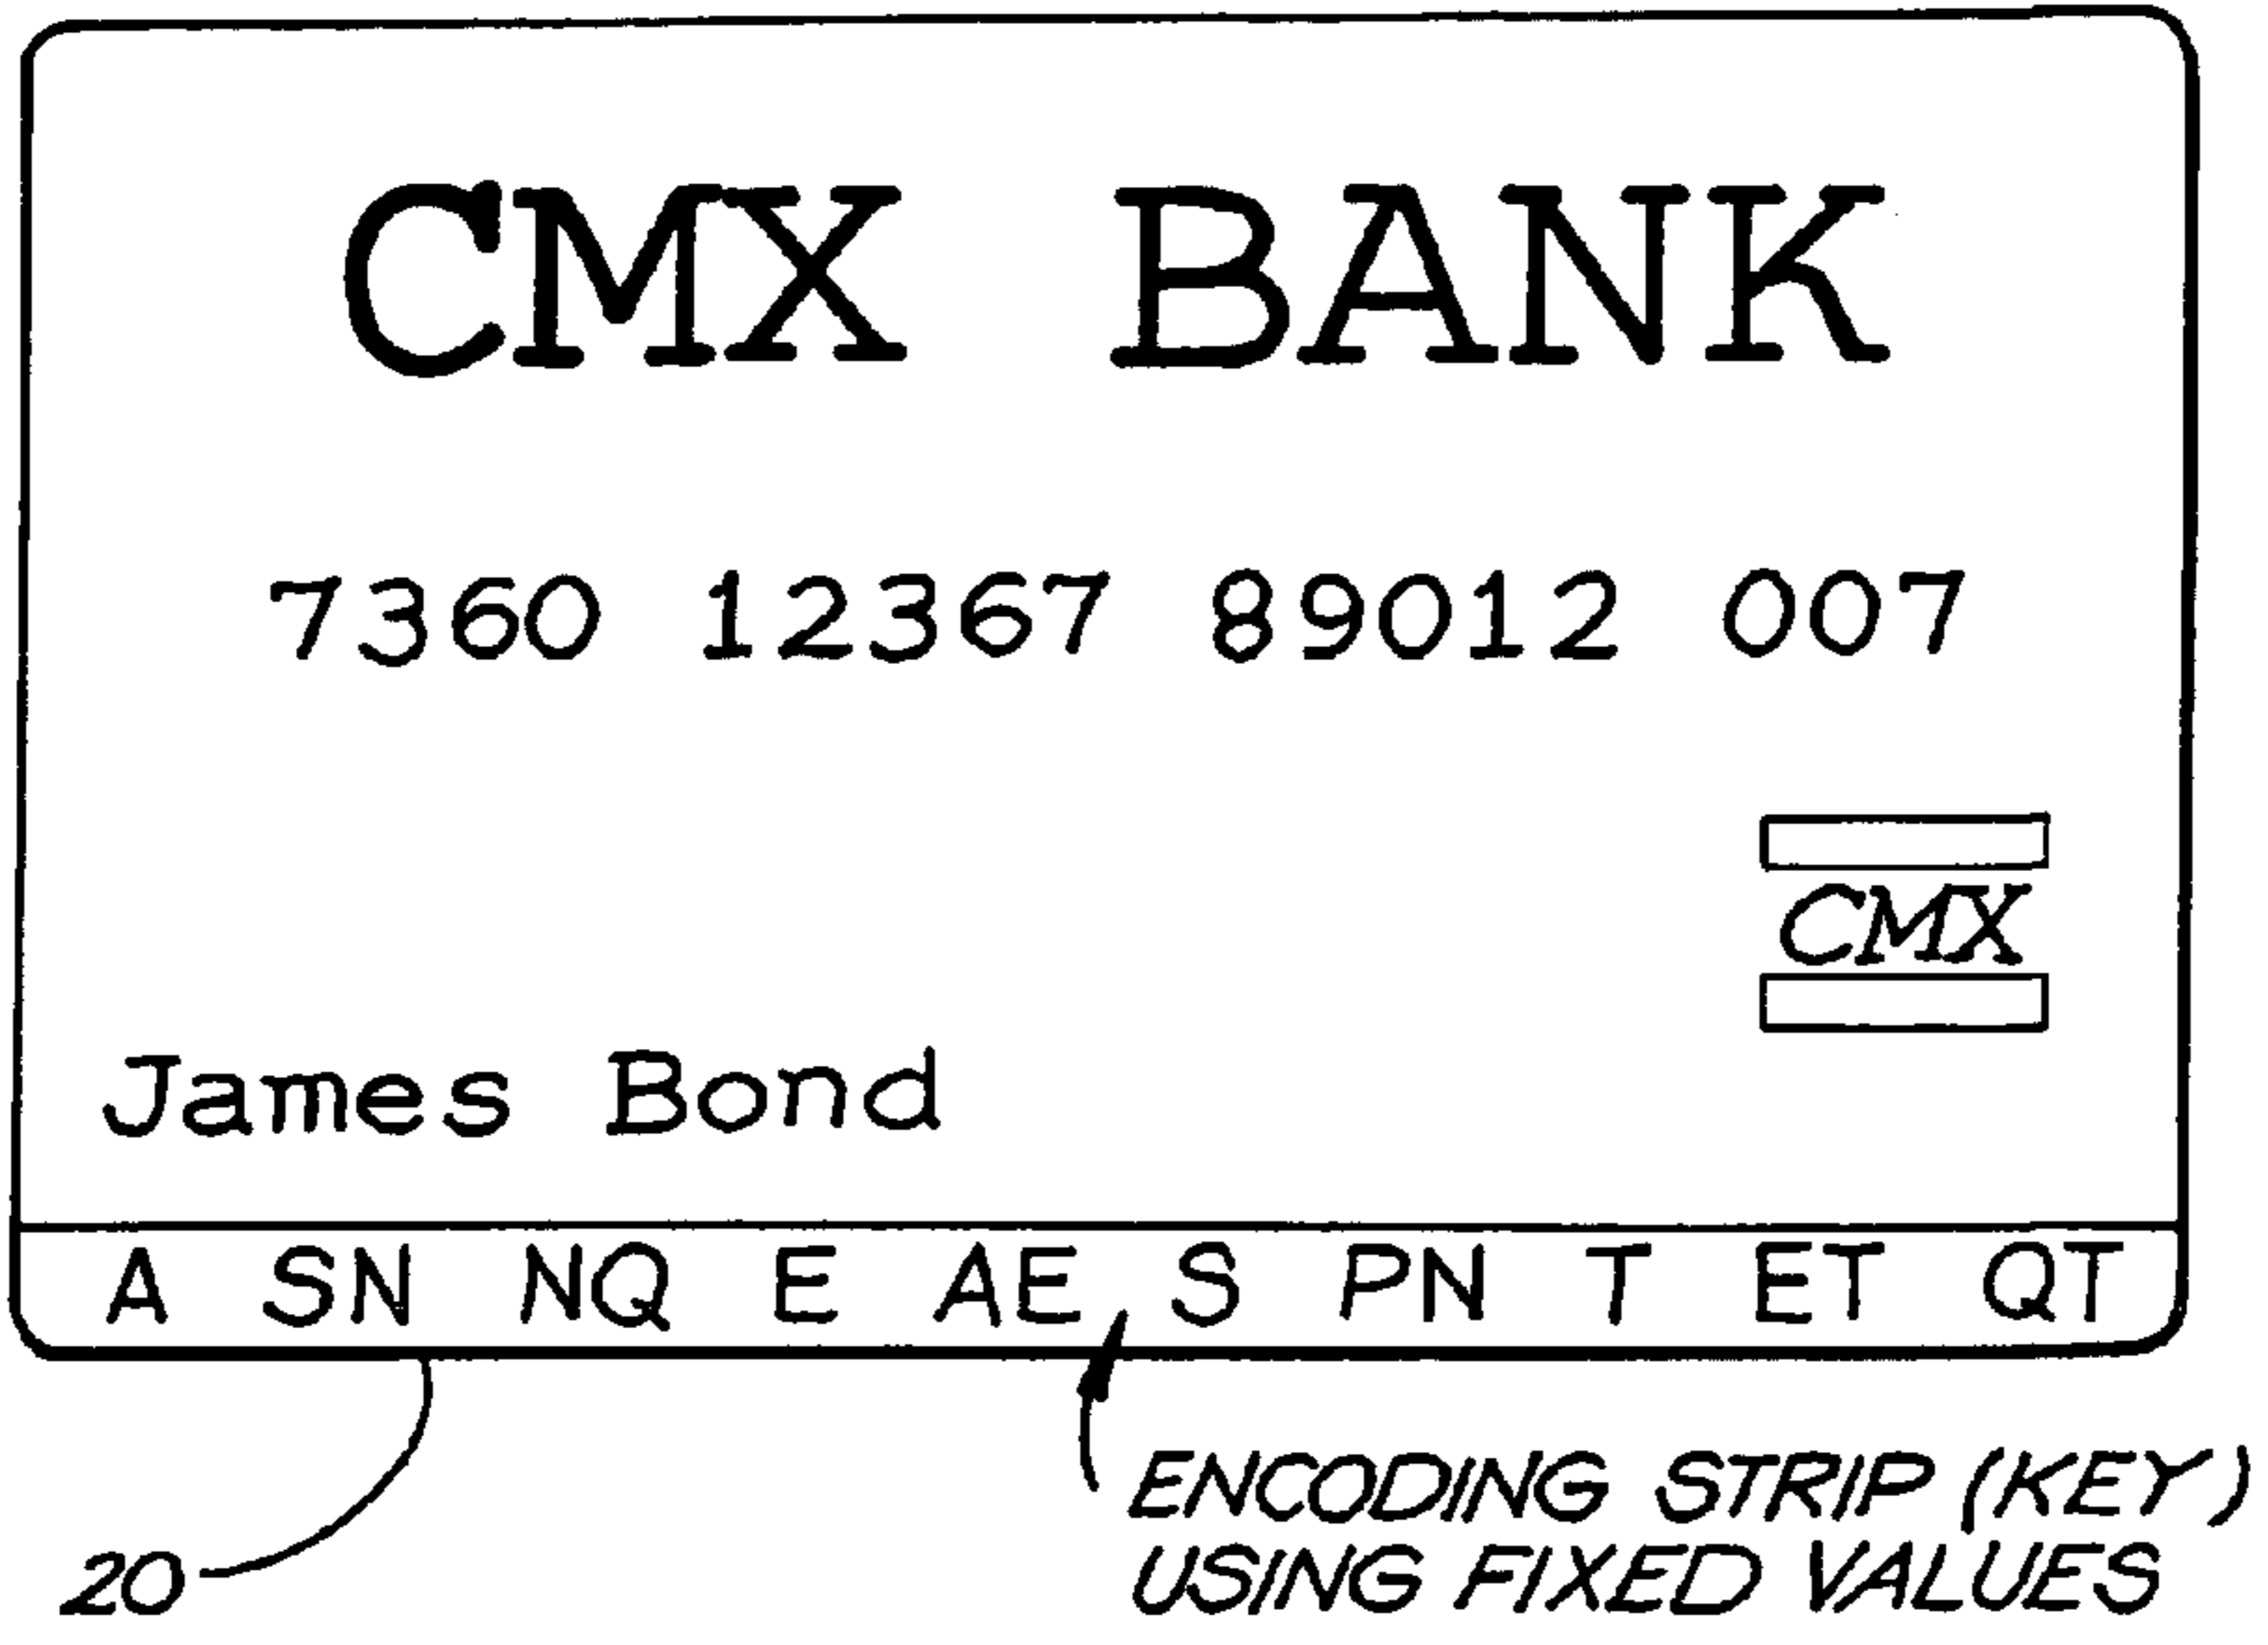 CMX BANK
7360 12367 89012 007
CMX
James Bond
A SN NQ E AE S PN T ET QT
20
ENCODING STRIP (KEY)
USING FIXED VALUES